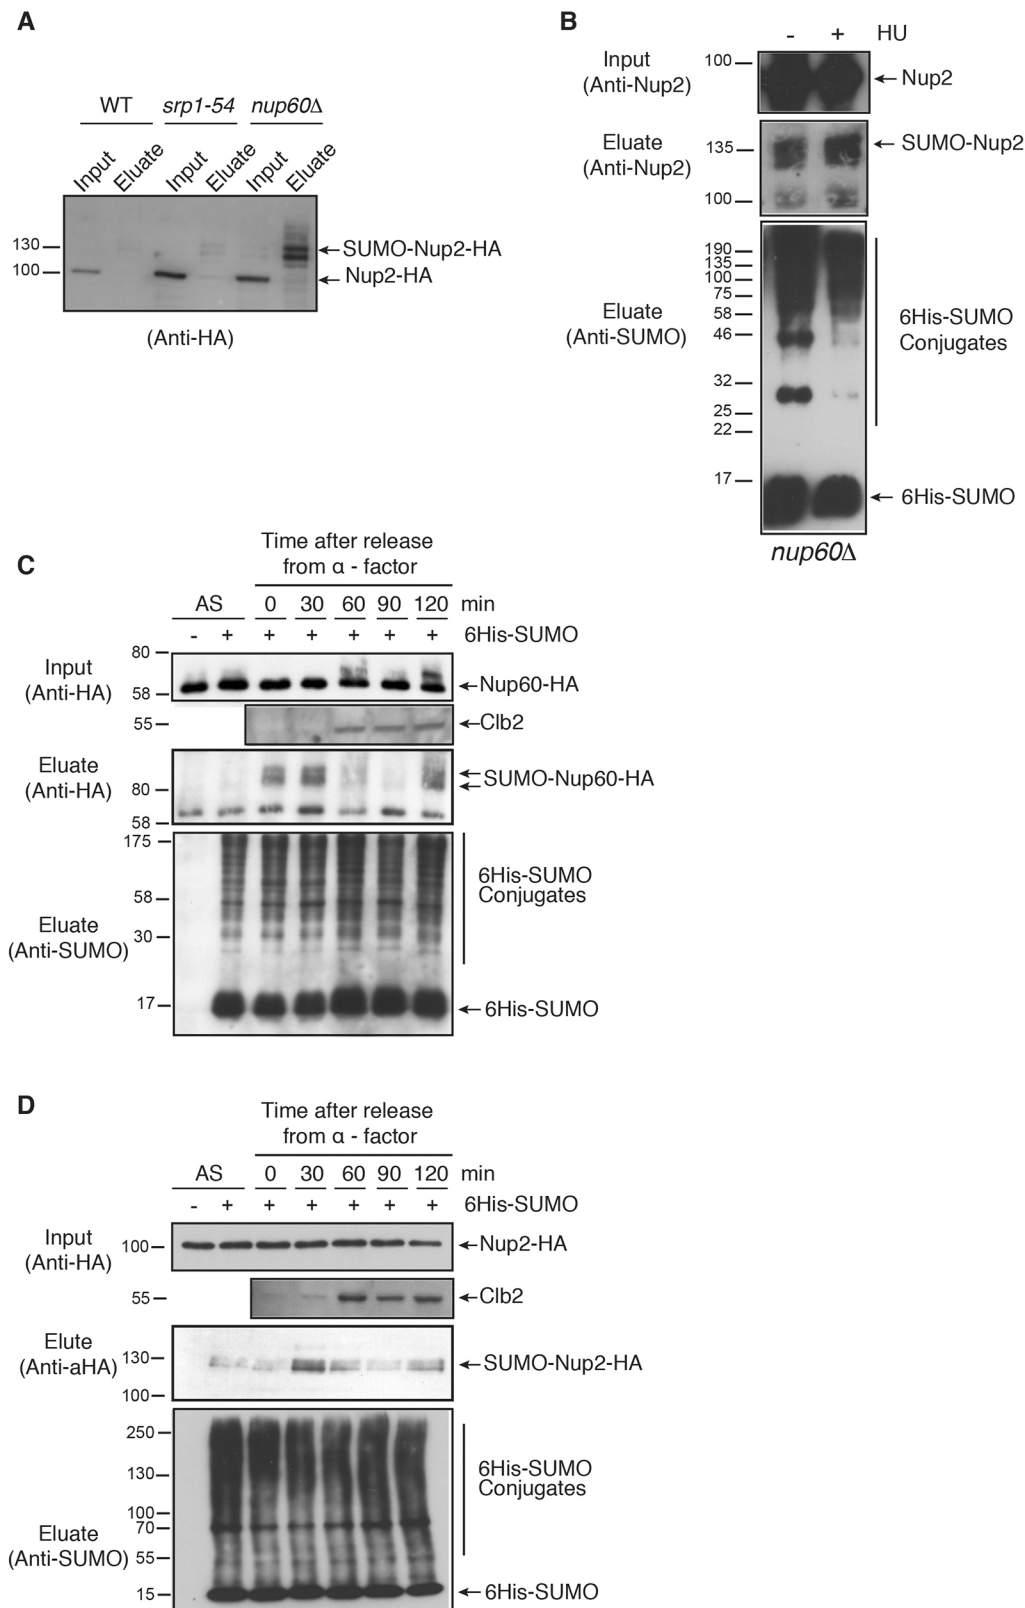 A
WT srp1-54 nup60Δ
Input Eluate Input Eluate Input Eluate
130
100
SUMO-Nup2-HA
Nup2-HA
(Anti-HA)
B
- + HU
Input
(Anti-Nup2)
100
Nup2
Eluate
(Anti-Nup2)
135
100
SUMO-Nup2
Eluate
(Anti-SUMO)
190
135
100
75
58
46
32
25
22
17
6His-SUMO
Conjugates
6His-SUMO
nup60Δ
C
Time after release
from α - factor
AS 0 30 60 90 120 min
- + + + + + + 6His-SUMO
Input
(Anti-HA)
80
58
Nup60-HA
55
Clb2
Eluate
(Anti-HA)
80
58
SUMO-Nup60-HA
Eluate
(Anti-SUMO)
175
58
30
17
6His-SUMO
Conjugates
6His-SUMO
D
Time after release
from α - factor
AS 0 30 60 90 120 min
- + + + + + + 6His-SUMO
Input
(Anti-HA)
100
Nup2-HA
55
Clb2
Elute
(Anti-aHA)
130
100
SUMO-Nup2-HA
Eluate
(Anti-SUMO)
250
130
100
70
55
15
6His-SUMO
Conjugates
6His-SUMO